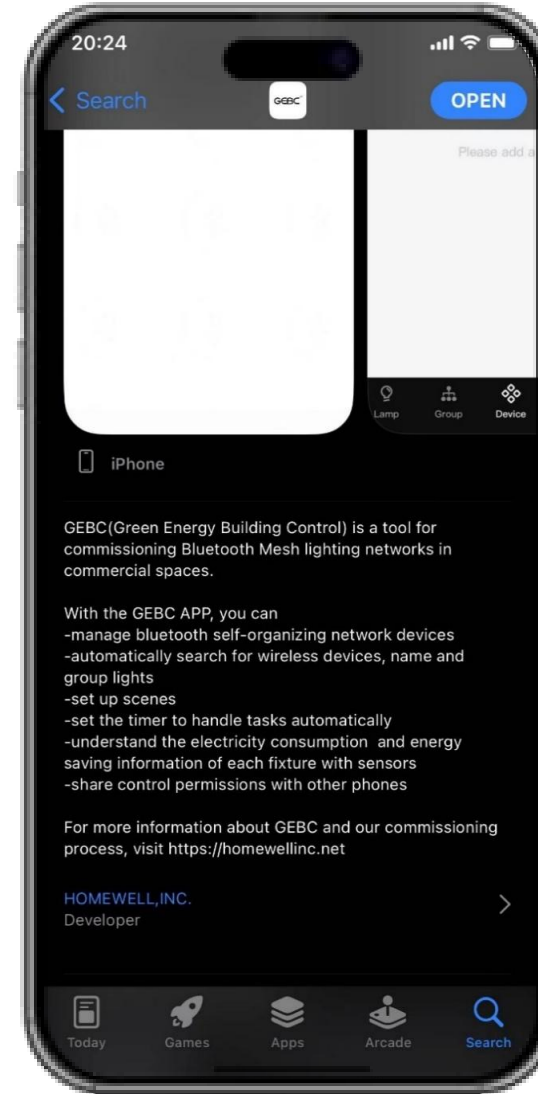 20:24
Search
GEBC
OPEN
Please add a
Lamp
Group
Device
iPhone
GEBC(Green Energy Building Control) is a tool for
commissioning Bluetooth Mesh lighting networks in
commercial spaces.
With the GEBC APP, you can
-manage bluetooth self-organizing network devices
-automatically search for wireless devices, name and
group lights
-set up scenes
-set the timer to handle tasks automatically
-understand the electricity consumption  and energy
saving information of each fixture with sensors
-share control permissions with other phones
For more information about GEBC and our commissioning
process, visit https://homewellinc.net
HOMEWELL,INC.
Developer
Today
Games
Apps
Arcade
Search